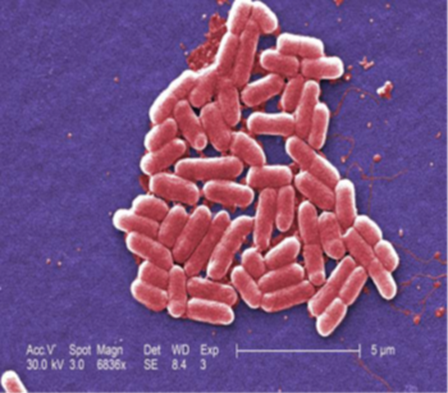 Acc.V Spot Magn Det WD Exp 5 µm
30.0 kV 3.0 6836x SE 8.4 3